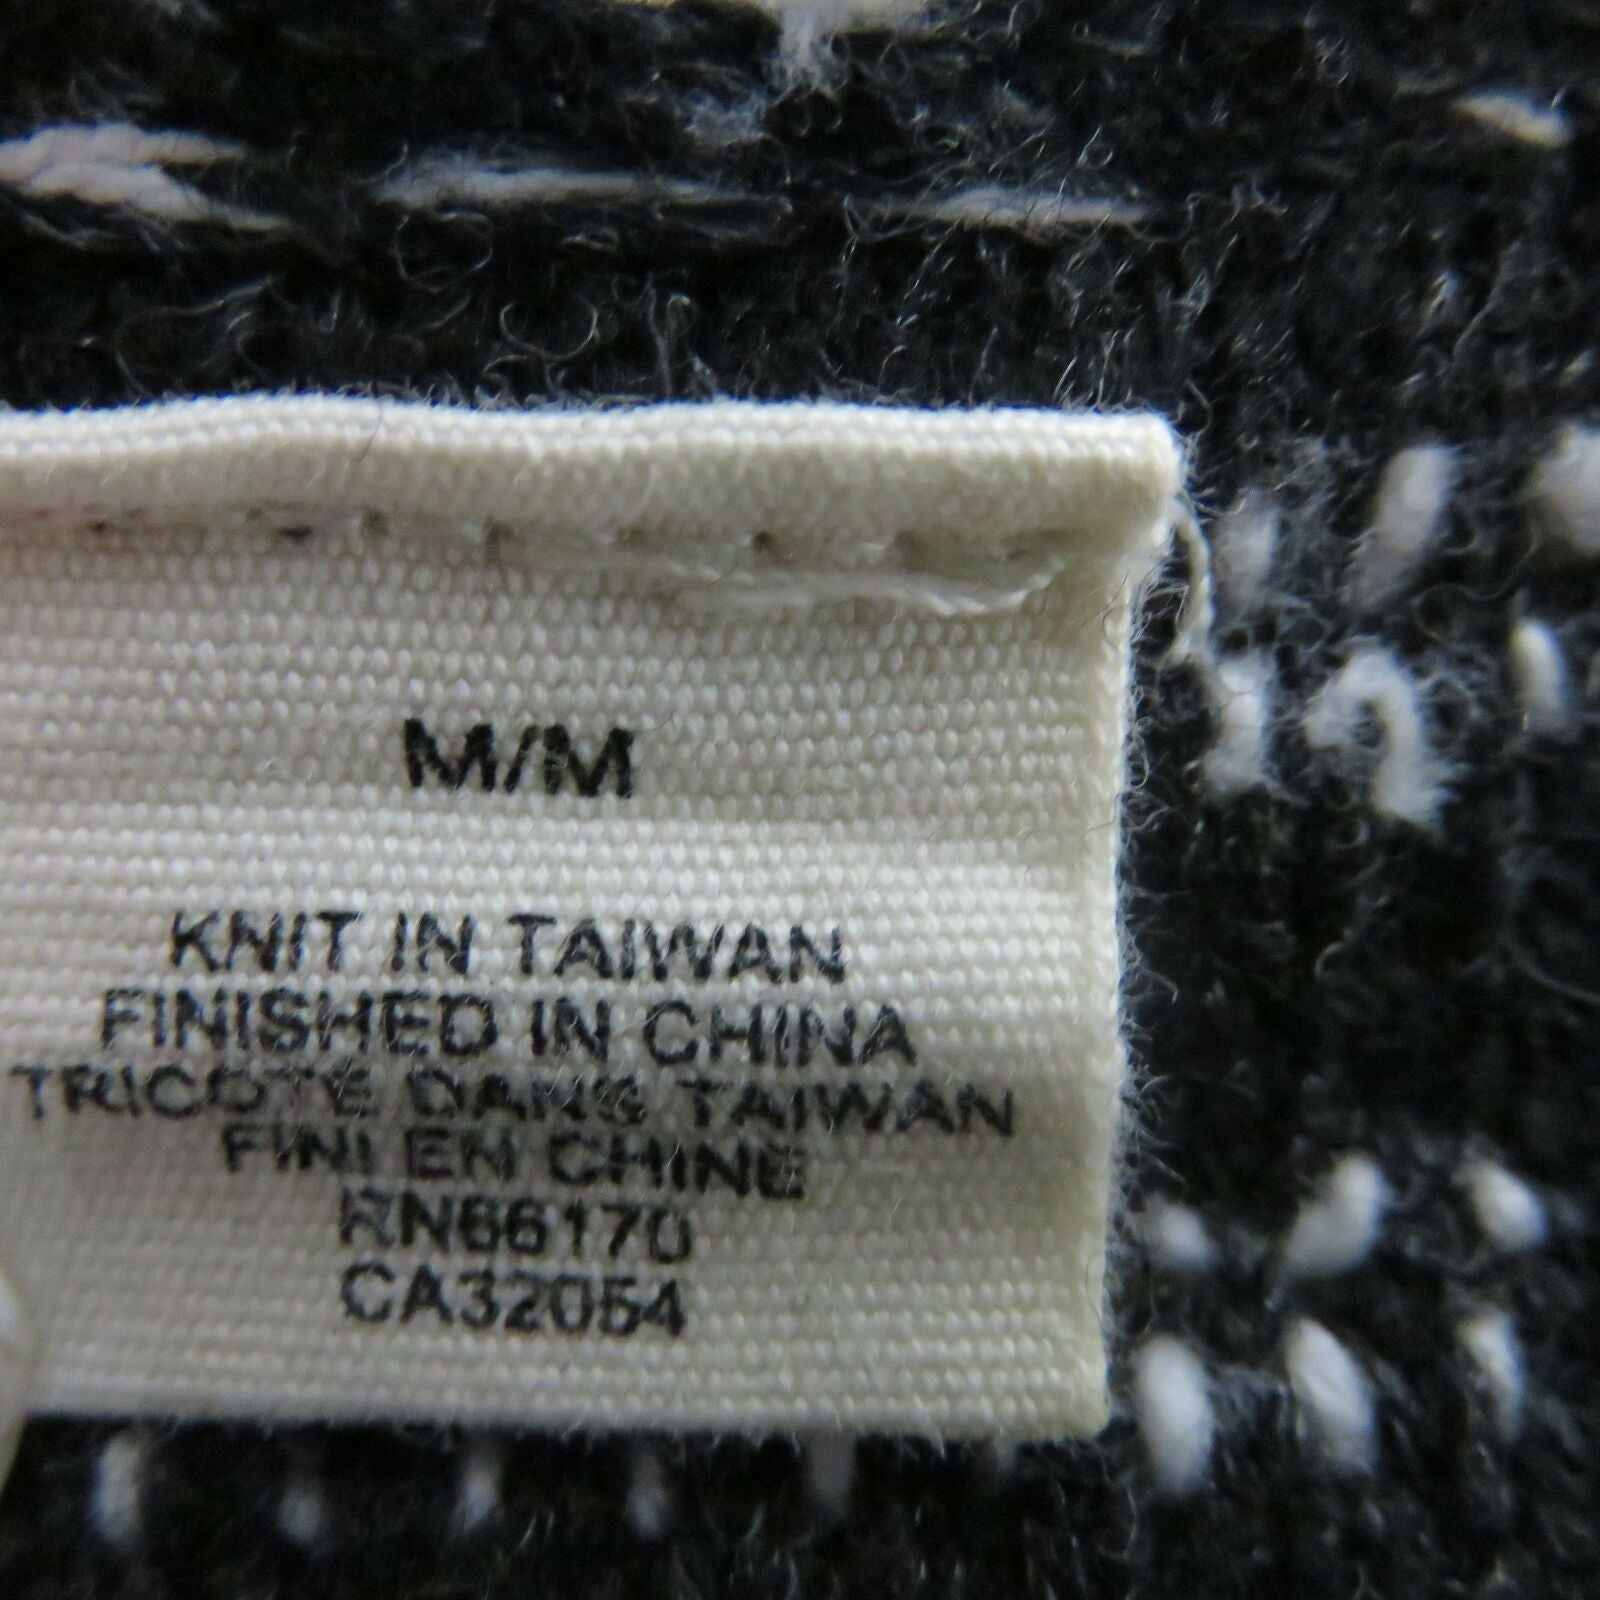 M/M
KNIT IN TAIWAN
FINISHED IN CHINA
TRICOTE DANS TAIWAN
FINI EN CHINE
RN66170
CA32054